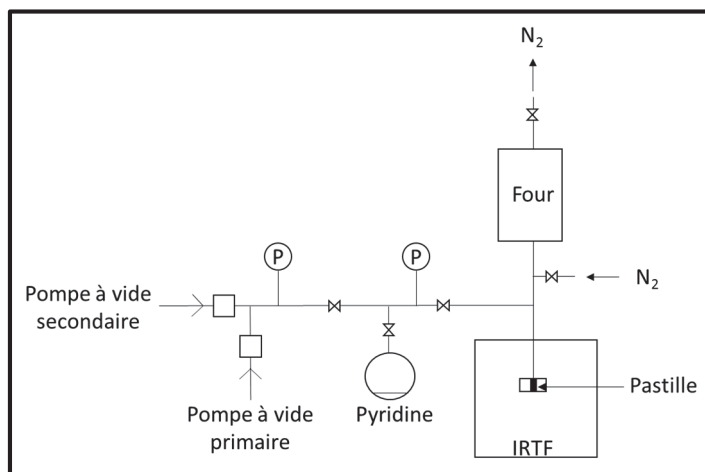 N₂
Four
P
P
N₂
Pompe à vide
secondaire
Pastille
Pompe à vide
primaire
Pyridine
IRTF